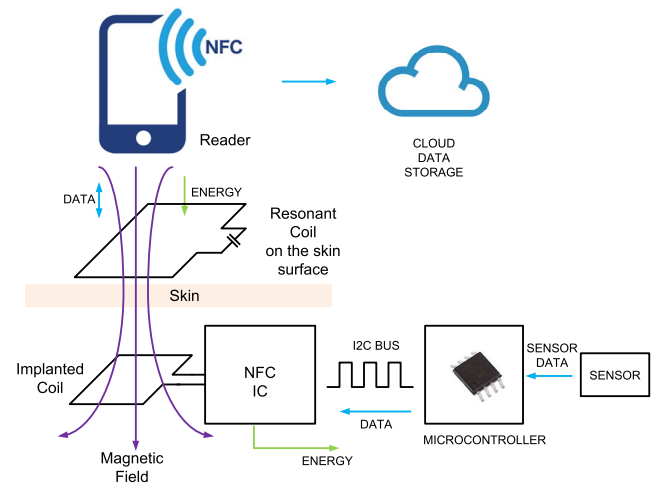 NFC
Reader
CLOUD
DATA
STORAGE
DATA
ENERGY
Resonant
Coil
on the skin
surface
Skin
Implanted
Coil
NFC
IC
I2C BUS
DATA
MICROCONTROLLER
SENSOR
DATA
SENSOR
ENERGY
Magnetic
Field